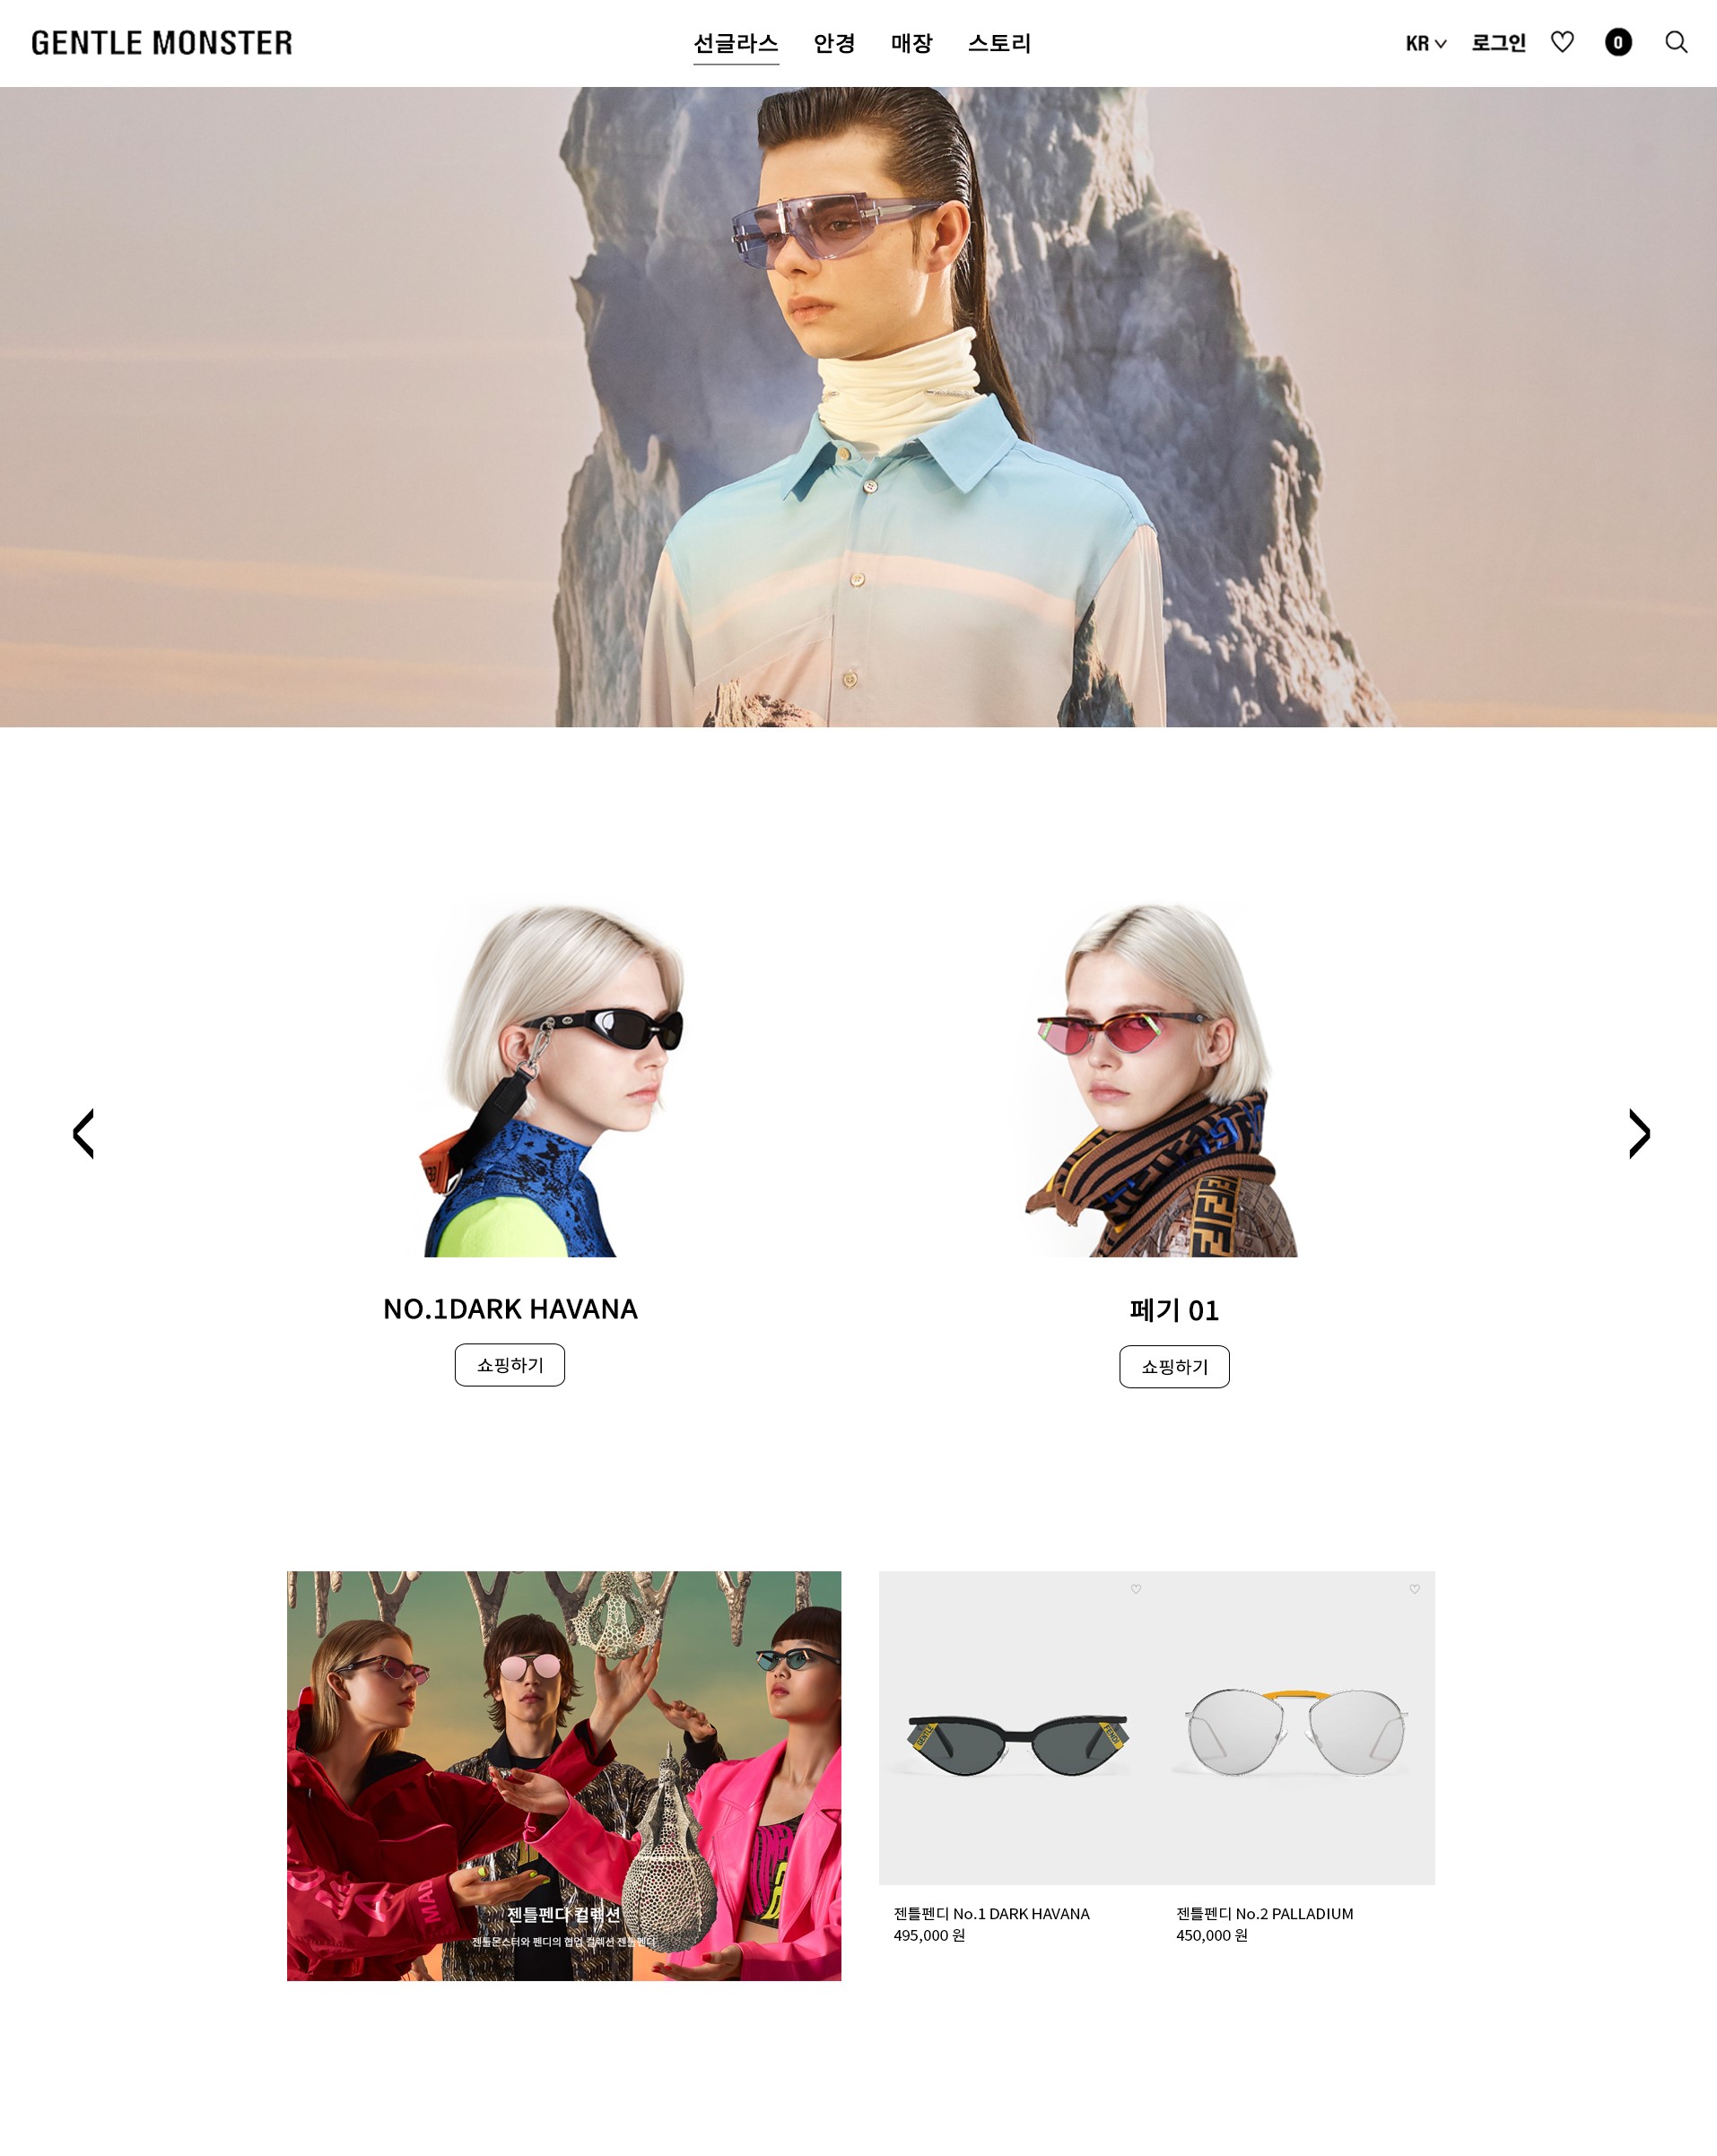 GENTLE MONSTER
선글라스 안경 매장 스토리
KR 로그인 0
NO.1DARK HAVANA
쇼핑하기
페기 01
쇼핑하기
젠틀펜디 컬렉션
젠틀몬스터와 펜디의 협업 컬렉션 젠틀펜디
GENTLE
FENDI
젠틀펜디 No.1 DARK HAVANA
495,000 원
젠틀펜디 No.2 PALLADIUM
450,000 원